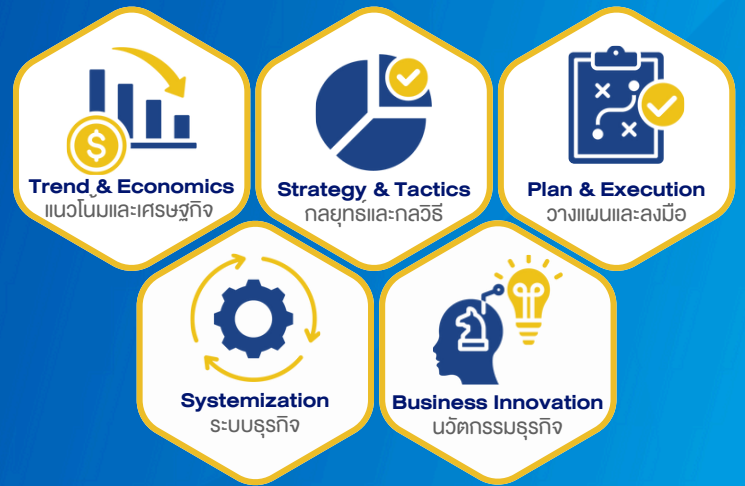 Trend & Economics
แนวโน้มและเศรษฐกิจ
Strategy & Tactics
กลยุทธ์และกลวิธี
Plan & Execution
วางแผนและลงมือ
Systemization
ระบบธุรกิจ
Business Innovation
นวัตกรรมธุรกิจ